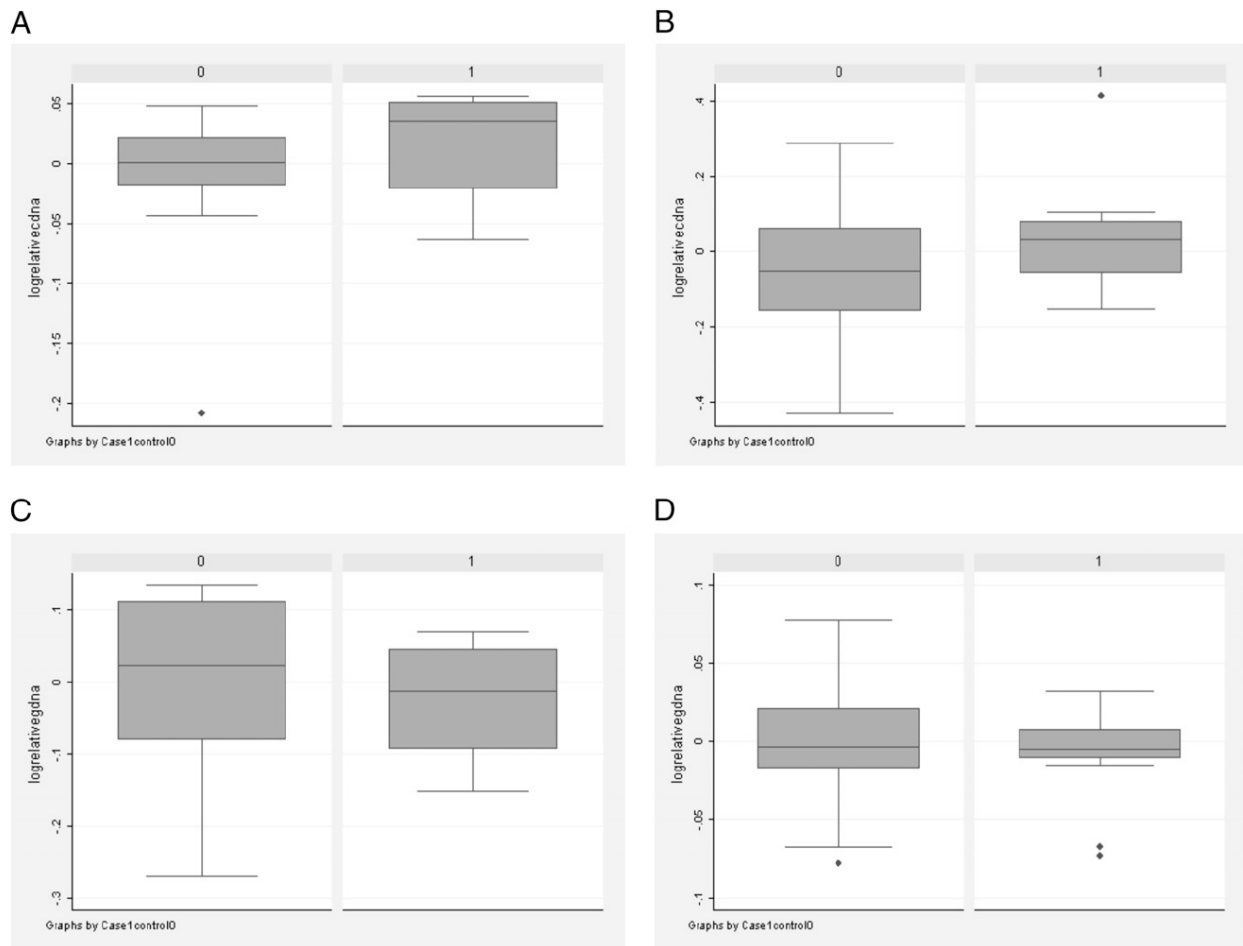 A
0 1
.05
0
-.05
-.1
-.15
-.2
logrelativecdna
Graphs by Case1control0
B
0 1
.4
.2
0
-.2
-.4
logrelativecdna
Graphs by Case1control0
C
0 1
.1
0
-.1
-.2
-.3
logrelativegdna
Graphs by Case1control0
D
0 1
.1
.05
0
-.05
-.1
logrelativegdna
Graphs by Case1control0